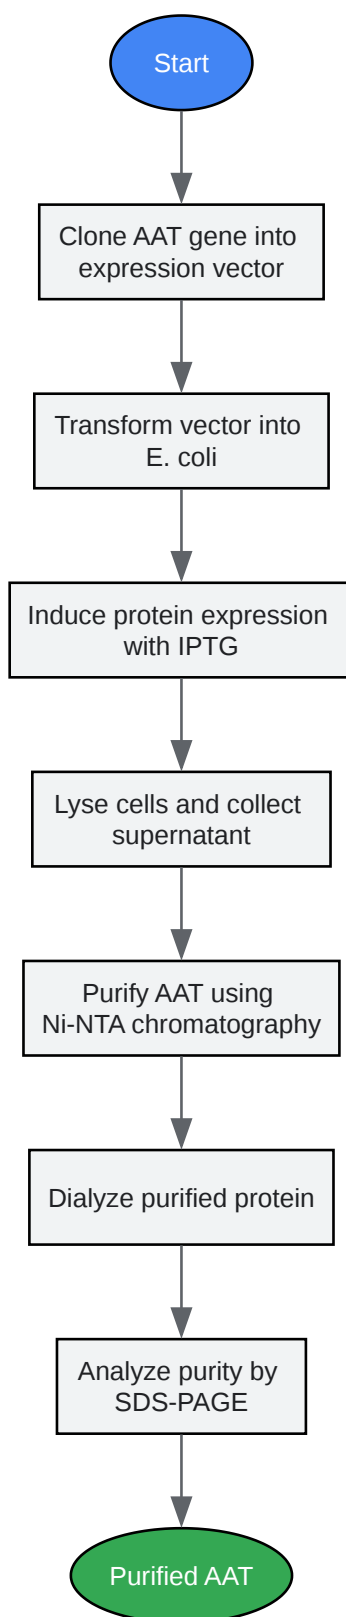 Start
Clone AAT gene into
expression vector
Transform vector into
E. coli
Induce protein expression
with IPTG
Lyse cells and collect
supernatant
Purify AAT using
Ni-NTA chromatography
Dialyze purified protein
Analyze purity by
SDS-PAGE
Purified AAT